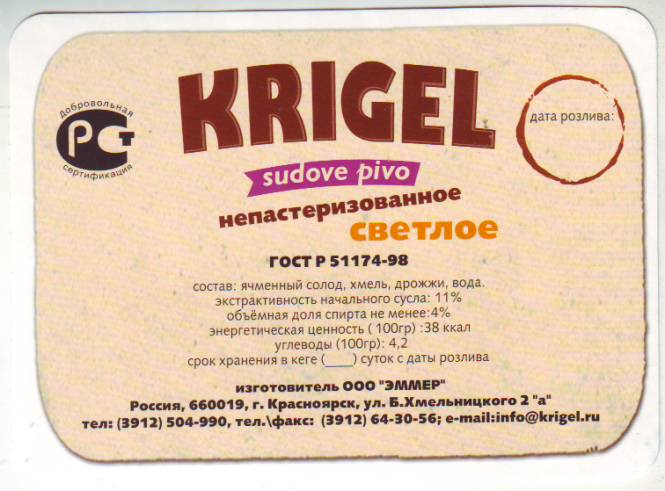 KRIGEL
добровольная
РСТ
сертификация
дата розлива:
sudove pivo
непастеризованное
светлое
ГОСТ Р 51174-98
состав: ячменный солод, хмель, дрожжи, вода.
экстрактивность начального сусла: 11%
объёмная доля спирта не менее:4%
энергетическая ценность ( 100гр) :38 ккал
углеводы (100гр): 4,2
срок хранения в кеге (____) суток с даты розлива
изготовитель ООО "ЭММЕР"
Россия, 660019, г. Красноярск, ул. Б.Хмельницкого 2 "а"
тел: (3912) 504-990, тел.\факс: (3912) 64-30-56; e-mail:info@krigel.ru